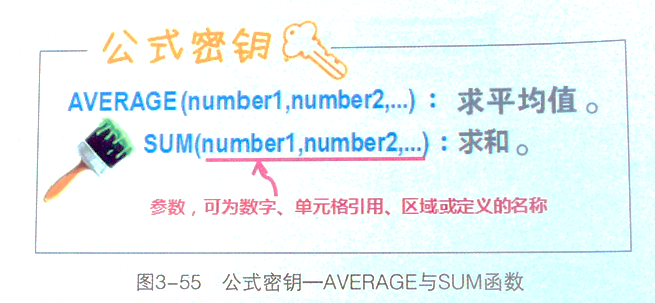 公式密钥
AVERAGE(number1,number2,...)：求平均值。
SUM(number1,number2,...)：求和。
参数，可为数字、单元格引用、区域或定义的名称
图3-55 公式密钥—AVERAGE与SUM函数